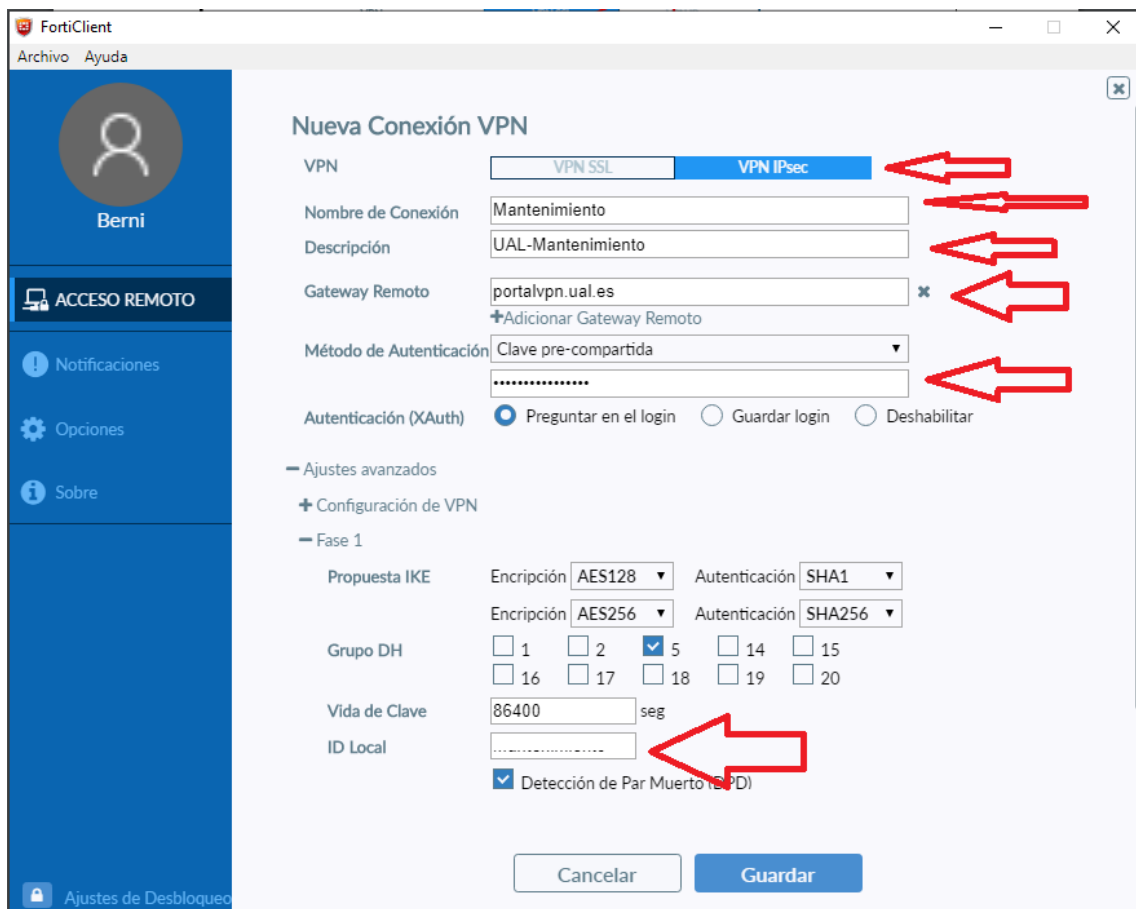 FortiClient
Archivo Ayuda
Berni
ACCESO REMOTO
Notificaciones
Opciones
Sobre
Ajustes de Desbloqueo
Nueva Conexión VPN
VPN VPN SSL VPN IPsec
Nombre de Conexión Mantenimiento
Descripción UAL-Mantenimiento
Gateway Remoto portalvpn.ual.es
Adicionar Gateway Remoto
Método de Autenticación Clave pre-compartida
••••••••••••••••
Autenticación (XAuth) Preguntar en el login Guardar login Deshabilitar
Ajustes avanzados
Configuración de VPN
Fase 1
Propuesta IKE Encripción AES128 Autenticación SHA1
Encripción AES256 Autenticación SHA256
Grupo DH 1 2 5 14 15
16 17 18 19 20
Vida de Clave 86400 seg
ID Local
Detección de Par Muerto (DPD)
Cancelar Guardar